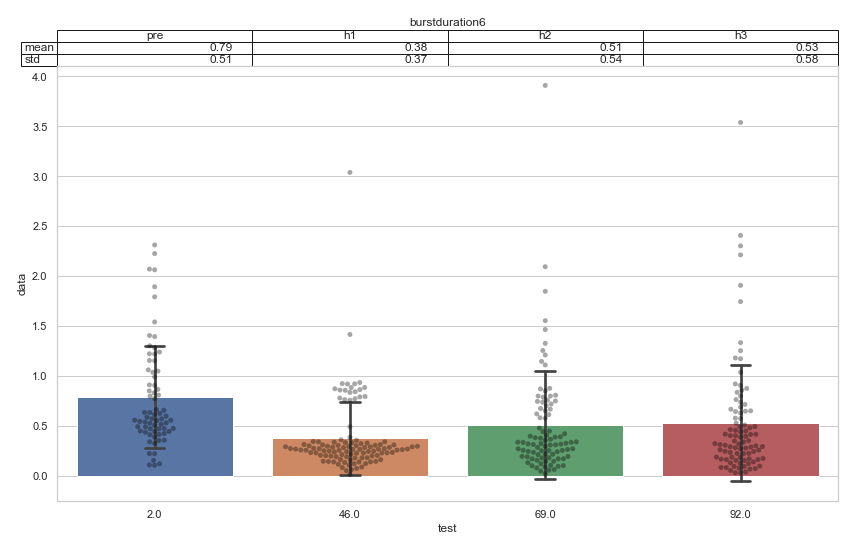 burstduration6
pre h1 h2 h3
mean 0.79 0.38 0.51 0.53
std 0.51 0.37 0.54 0.58
4.0
3.5
3.0
2.5
2.0
1.5
1.0
0.5
0.0
data
2.0 46.0 69.0 92.0
test